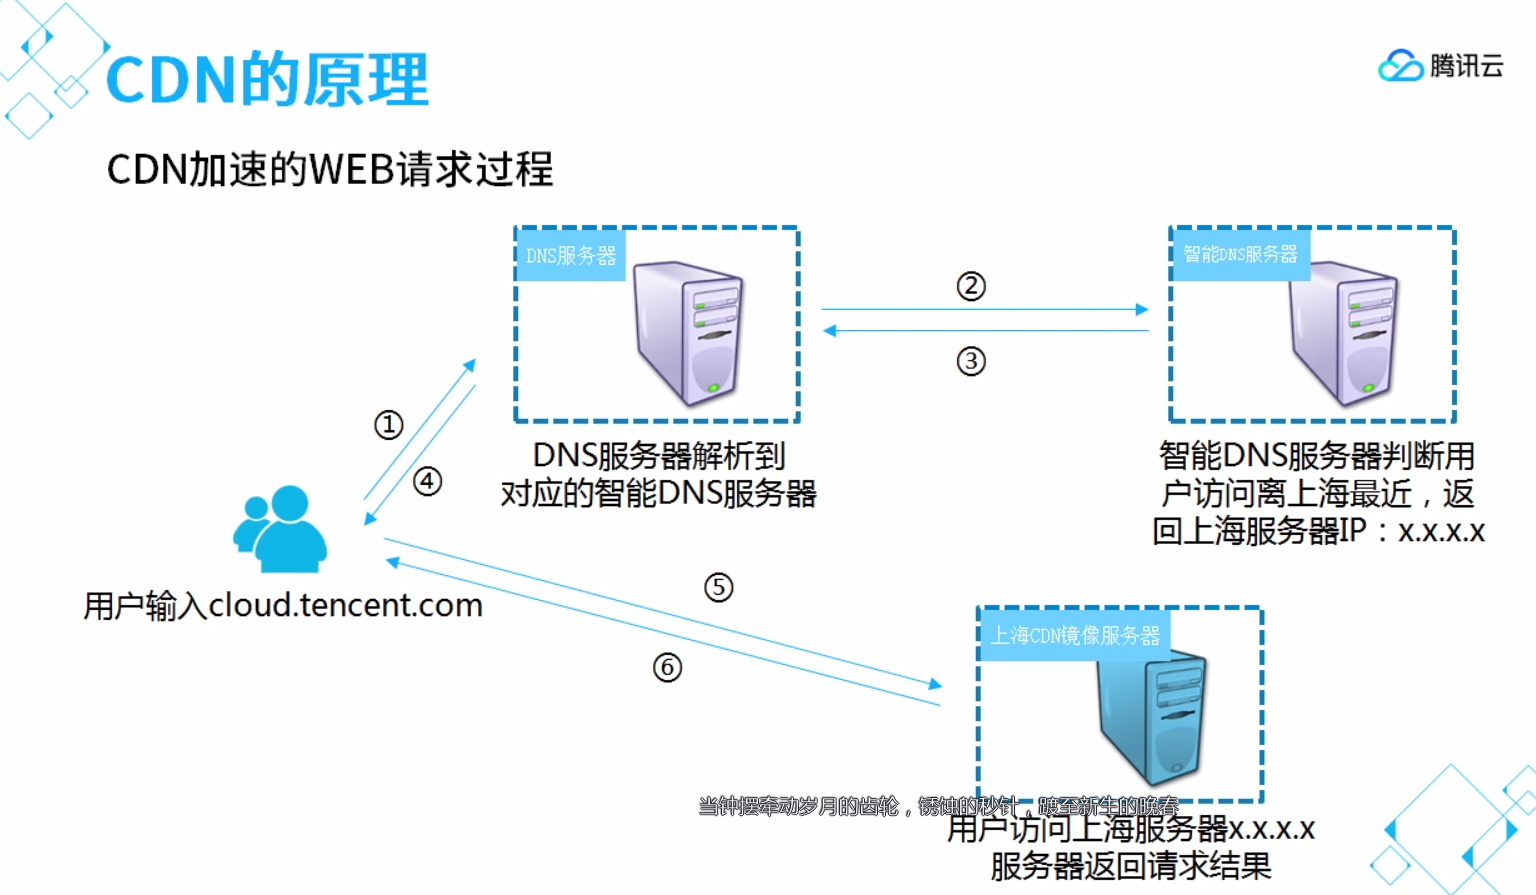 CDN的原理
腾讯云
CDN加速的WEB请求过程
DNS服务器
智能DNS服务器
②
③
①
④
DNS服务器解析到
对应的智能DNS服务器
智能DNS服务器判断用
户访问离上海最近，返
回上海服务器IP：x.x.x.x
用户输入cloud.tencent.com
⑤
⑥
上海CDN镜像服务器
当钟摆牵动岁月的齿轮，锈蚀的秒针，踱至新生的晚春
用户访问上海服务器x.x.x.x
服务器返回请求结果